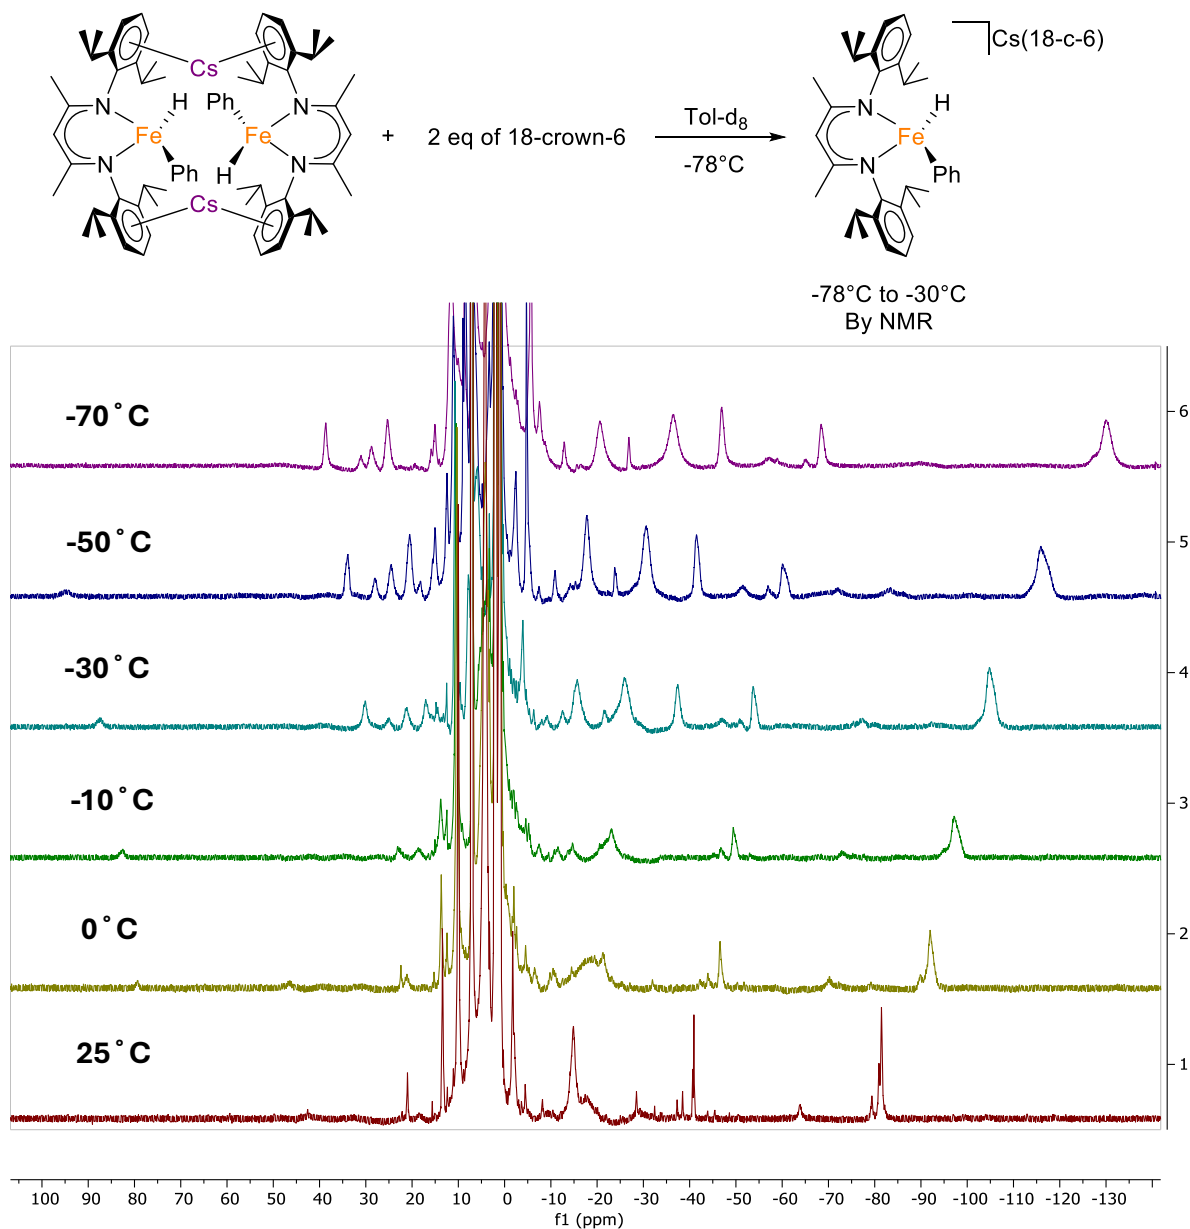 Cs
Ph
N
H
N
H
N
Fe
Fe
N
N
H
Ph
N
Cs
+
2 eq of 18-crown-6
Tol-d8
-78°C
Cs(18-c-6)
N
H
Fe
N
Ph
-78°C to -30°C
By NMR
-70°C
6
-50°C
5
-30°C
4
-10°C
3
0°C
2
25°C
1
100 90 80 70 60 50 40 30 20 10 0 -10 -20 -30 -40 -50 -60 -70 -80 -90 -100 -110 -120 -130
f1 (ppm)